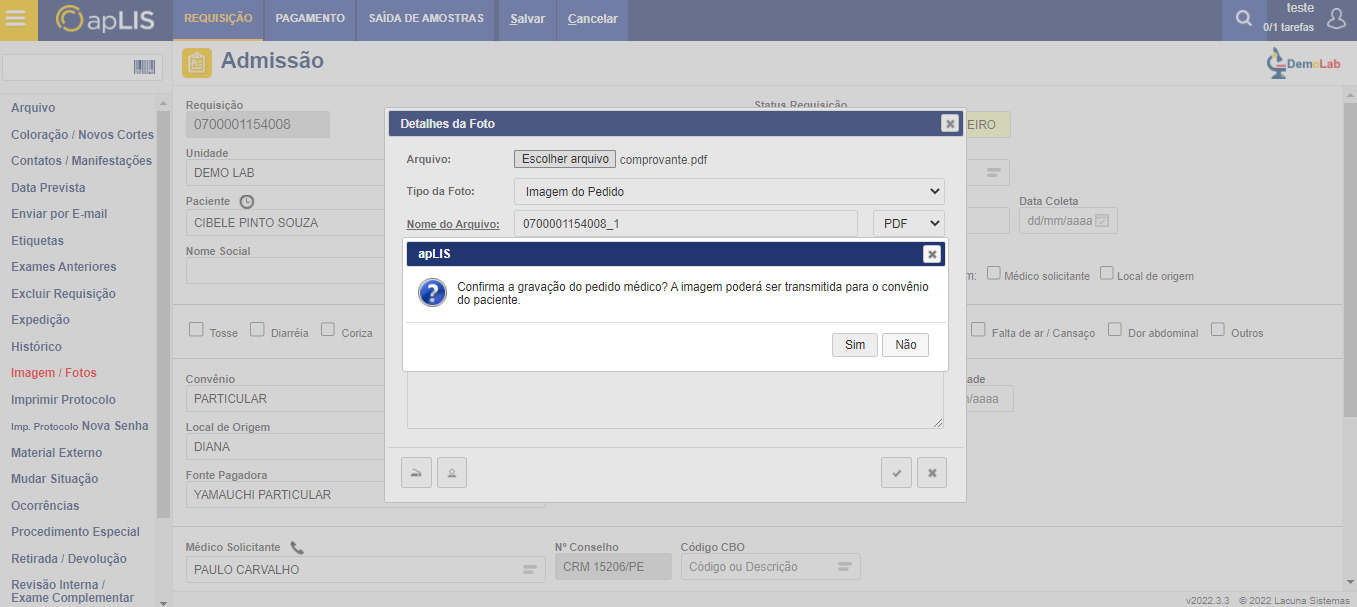 apLIS
REQUISIÇÃO
PAGAMENTO
SAÍDA DE AMOSTRAS
Salvar
Cancelar
teste
0/1 tarefas
Admissão
DemoLab
Arquivo
Coloração / Novos Cortes
Contatos / Manifestações
Data Prevista
Enviar por E-mail
Etiquetas
Exames Anteriores
Excluir Requisição
Expedição
Histórico
Imagem / Fotos
Imprimir Protocolo
Imp. Protocolo Nova Senha
Material Externo
Mudar Situação
Ocorrências
Procedimento Especial
Retirada / Devolução
Revisão Interna /
Exame Complementar
Requisição
0700001154008
Status Requisição
EIRO
Unidade
DEMO LAB
Paciente
CIBELE PINTO SOUZA
Data Coleta
dd/mm/aaaa
Nome Social
m:
Médico solicitante
Local de origem
Tosse
Diarréia
Coriza
Falta de ar / Cansaço
Dor abdominal
Outros
Convênio
PARTICULAR
ade
/aaaa
Local de Origem
DIANA
Fonte Pagadora
YAMAUCHI PARTICULAR
Médico Solicitante
PAULO CARVALHO
Nº Conselho
CRM 15206/PE
Código CBO
Código ou Descrição
Detalhes da Foto
Arquivo:
Escolher arquivo
comprovante.pdf
Tipo da Foto:
Imagem do Pedido
Nome do Arquivo:
0700001154008_1
PDF
apLIS
Confirma a gravação do pedido médico? A imagem poderá ser transmitida para o convênio
do paciente.
Sim
Não
v2022.3.3
© 2022 Lacuna Sistemas